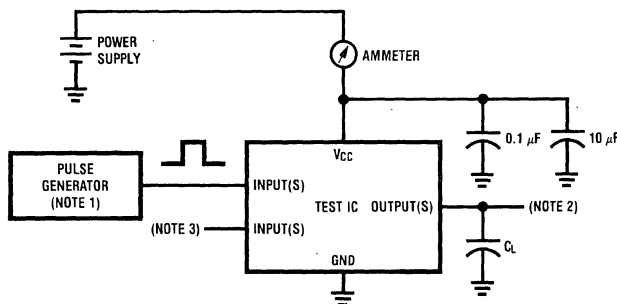 POWER
SUPPLY
AMMETER
0.1 µF
10 µF
PULSE
GENERATOR
(NOTE 1)
VCC
INPUT(S)
TEST IC OUTPUT(S)
(NOTE 2)
(NOTE 3)
INPUT(S)
CL
GND